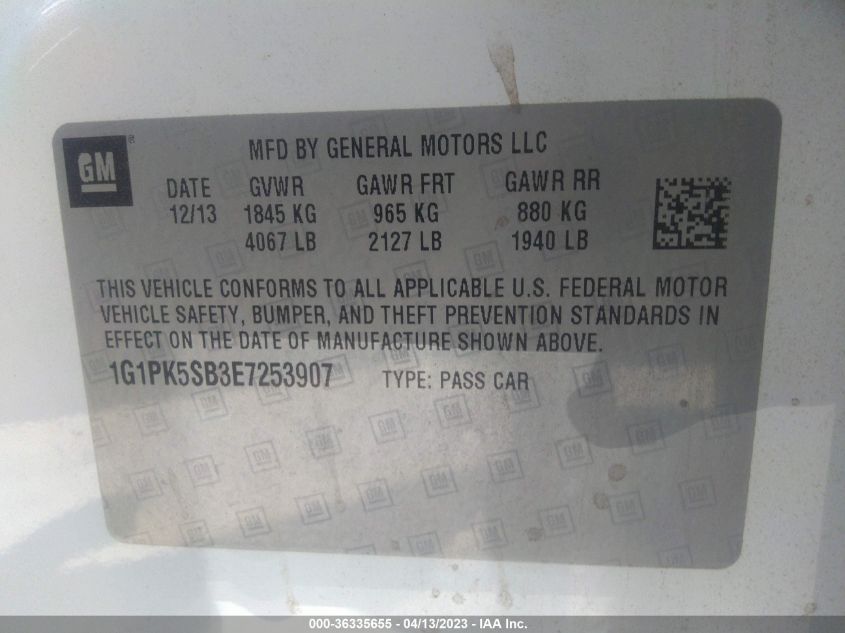 GM®
MFD BY GENERAL MOTORS LLC
DATE GVWR GAWR FRT GAWR RR
12/13 1845 KG 965 KG 880 KG
4067 LB 2127 LB 1940 LB
THIS VEHICLE CONFORMS TO ALL APPLICABLE U.S. FEDERAL MOTOR
VEHICLE SAFETY, BUMPER, AND THEFT PREVENTION STANDARDS IN
EFFECT ON THE DATE OF MANUFACTURE SHOWN ABOVE.
1G1PK5SB3E7253907 TYPE: PASS CAR
000-36335655 - 04/13/2023 - IAA Inc.